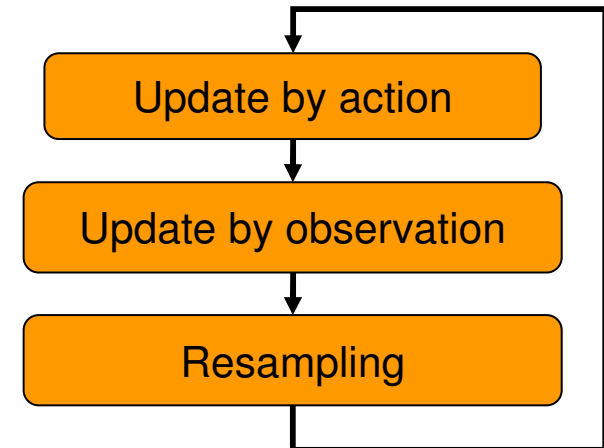 Update by action
Update by observation
Resampling